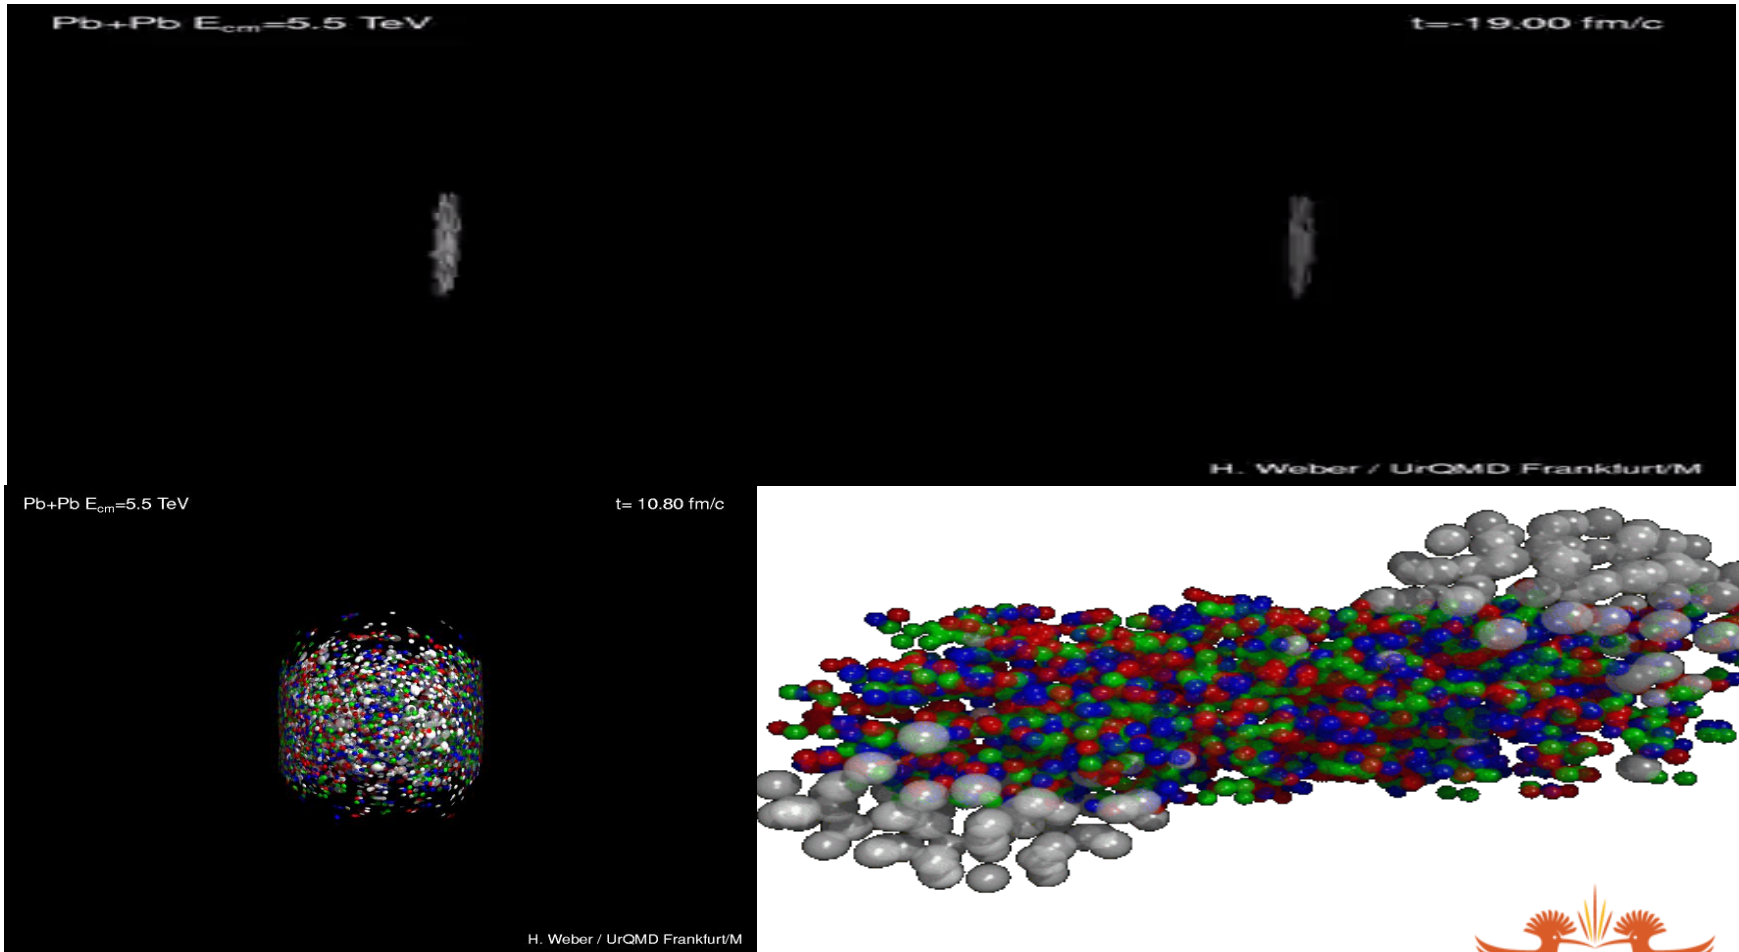 Pb+Pb Ecm=5.5 TeV
t=-19.00 fm/c
H. Weber / UrQMD Frankfurt/M
Pb+Pb Ecm=5.5 TeV
t= 10.80 fm/c
H. Weber / UrQMD Frankfurt/M